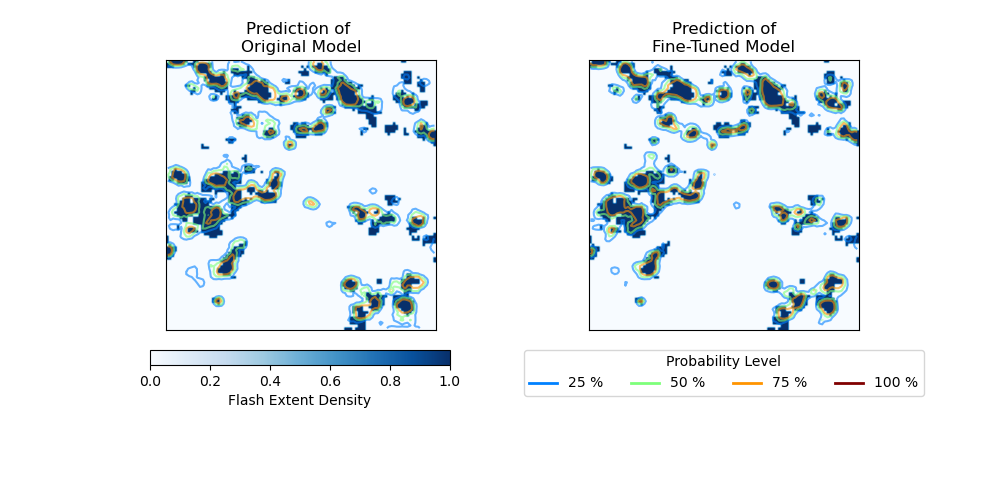 Prediction of
Original Model
Prediction of
Fine-Tuned Model
0.0 0.2 0.4 0.6 0.8 1.0
Flash Extent Density
Probability Level
25 % 50 % 75 % 100 %